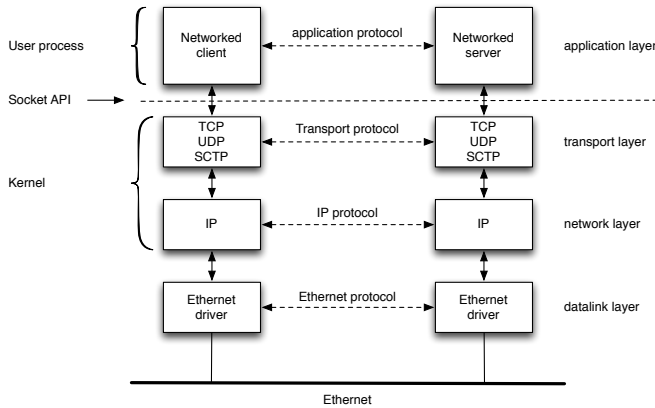 User process
Networked
client
application protocol
Networked
server
application layer
Socket API
TCP
UDP
SCTP
Transport protocol
TCP
UDP
SCTP
transport layer
Kernel
IP
IP protocol
IP
network layer
Ethernet
driver
Ethernet protocol
Ethernet
driver
datalink layer
Ethernet